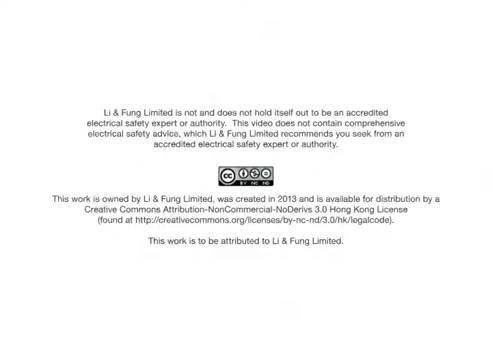 Li & Fung Limited is not and does not hold itself out to be an accredited
electrical safety expert or authority. This video does not contain comprehensive
electrical safety advice, which Li & Fung Limited recommends you seek from an
accredited electrical safety expert or authority.
cc
BY NC ND
This work is owned by Li & Fung Limited, was created in 2013 and is available for distribution by a
Creative Commons Attribution-NonCommercial-NoDerivs 3.0 Hong Kong License
(found at http://creativecommons.org/licenses/by-nc-nd/3.0/hk/legalcode).
This work is to be attributed to Li & Fung Limited.